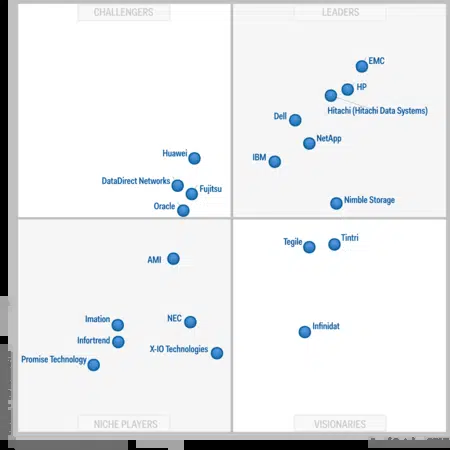 CHALLENGERS
LEADERS
EMC
HP
Hitachi (Hitachi Data Systems)
Dell
NetApp
IBM
Nimble Storage
Huawei
DataDirect Networks
Fujitsu
Oracle
AMI
Imation
NEC
Infortrend
X-IO Technologies
Promise Technology
Tegile
Tintri
Infinidat
NICHE PLAYERS
VISIONARIES